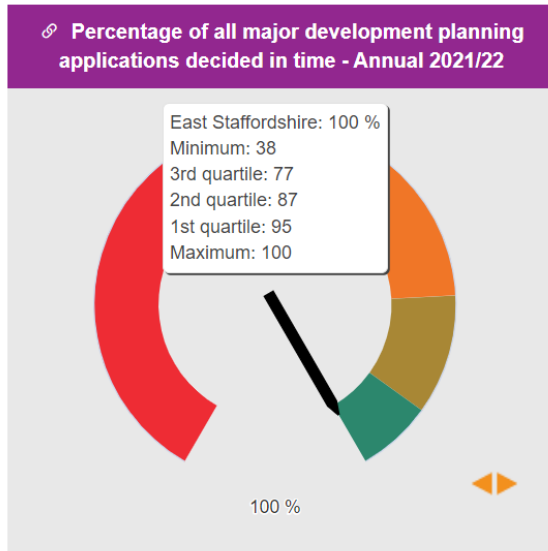 Percentage of all major development planning
applications decided in time - Annual 2021/22
East Staffordshire: 100 %
Minimum: 38
3rd quartile: 77
2nd quartile: 87
1st quartile: 95
Maximum: 100
100 %